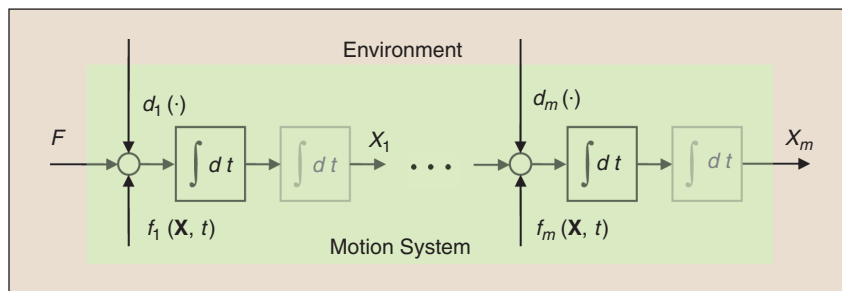 Environment
d₁(·)
dₘ(·)
F
X₁
Xₘ
∫ d t
∫ d t
...
∫ d t
∫ d t
f₁(𝐗, t)
fₘ(𝐗, t)
Motion System